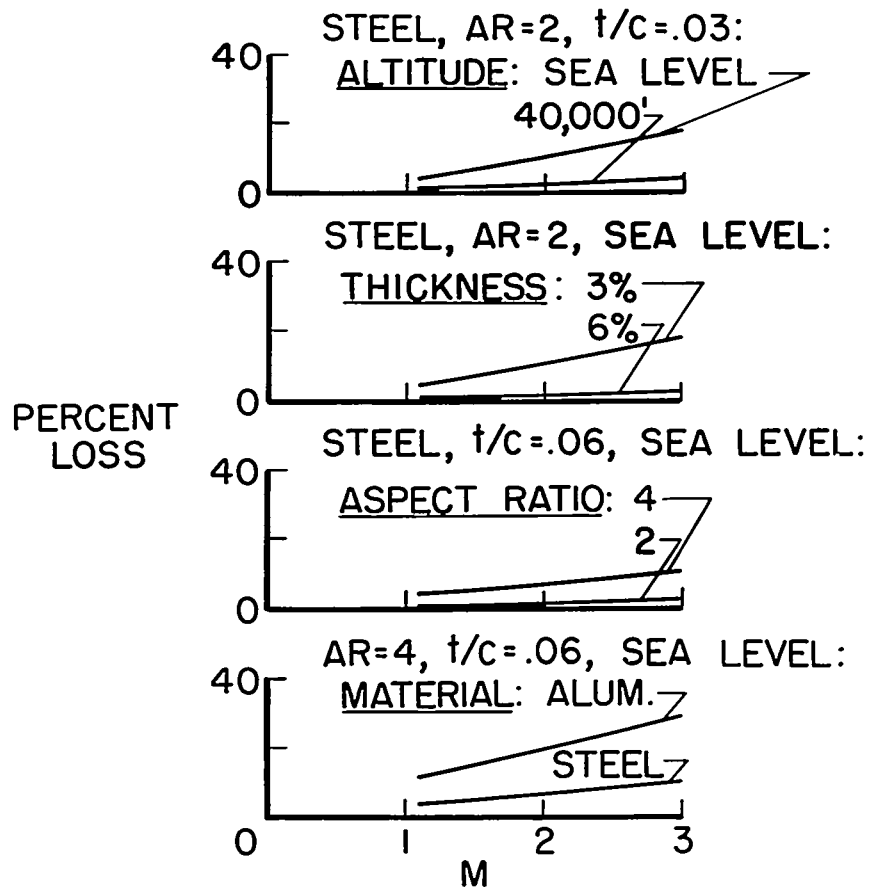 STEEL, AR=2, t/c=.03:
40
ALTITUDE: SEA LEVEL
40,000'
0
STEEL, AR=2, SEA LEVEL:
40
THICKNESS: 3%
6%
0
PERCENT
LOSS
STEEL, t/c=.06, SEA LEVEL:
40
ASPECT RATIO: 4
2
0
AR=4, t/c=.06, SEA LEVEL:
40
MATERIAL: ALUM.
STEEL
0 1 2 3
M